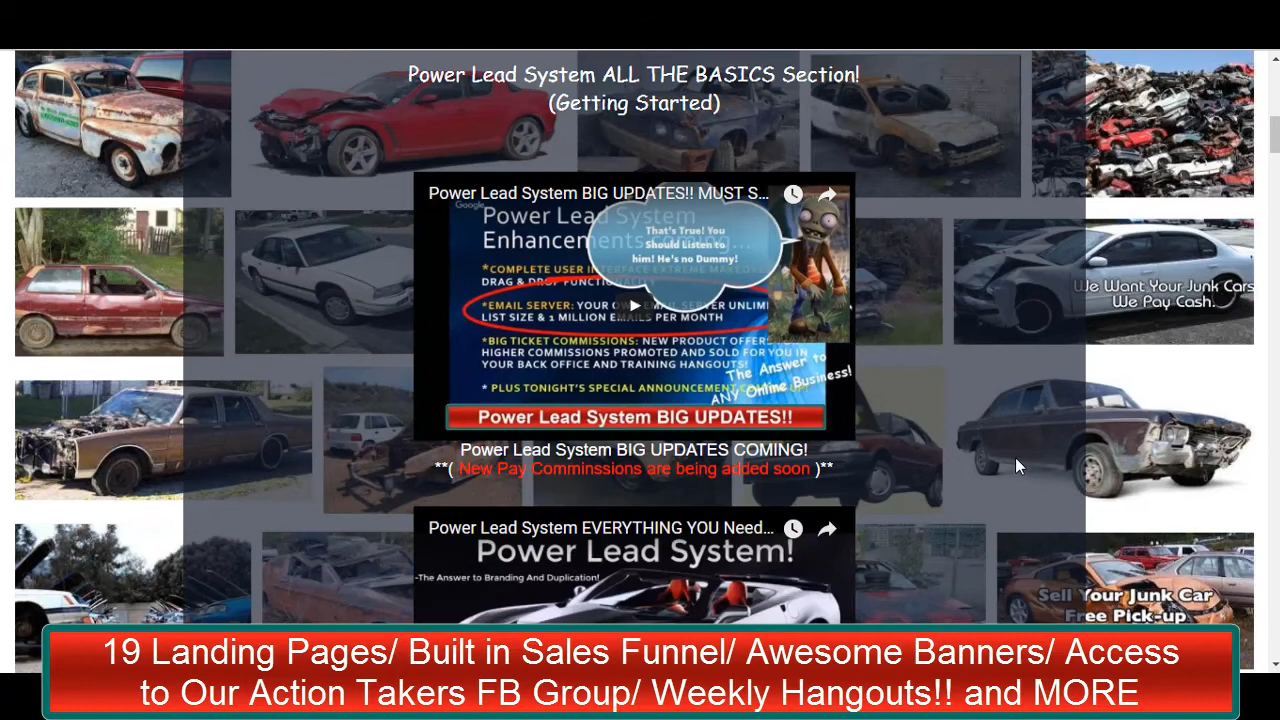 Power Lead System ALL THE BASICS Section!
(Getting Started)
Power Lead System BIG UPDATES!! MUST S...
Google
Power Lead System
Enhancements coming...
That's True! You
Should Listen to
him! He's no Dummy!
*COMPLETE USER INTERFACE EXTREME MAKEOVER
DRAG & DROP
*EMAIL SERVER: YOUR OWN EMAIL SERVER UNLIM
LIST SIZE & 1 MILLION EMAILS PER MONTH
*BIG TICKET COMMISSIONS: NEW PRODUCT OFFER
HIGHER COMMISSIONS PROMOTED AND SOLD FOR YOU IN
YOUR BACK OFFICE AND TRAINING HANGOUTS!
* PLUS TONIGHT'S SPECIAL ANNOUNCEMENT
The Answer to
ANY Online Business!
Power Lead System BIG UPDATES!!
Power Lead System BIG UPDATES COMING!
**( New Pay Comminssions are being added soon )**
We Want Your Junk Cars
We Pay Cash.
Power Lead System EVERYTHING YOU Need...
Power Lead System!
-The Answer to Branding And Duplication!
Sell Your Junk Car
Free Pick-up
19 Landing Pages/ Built in Sales Funnel/ Awesome Banners/ Access
to Our Action Takers FB Group/ Weekly Hangouts!! and MORE